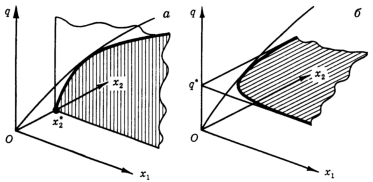 q
а
x₂
x₂*
O
x₁
q
б
x₂
q*
O
x₁